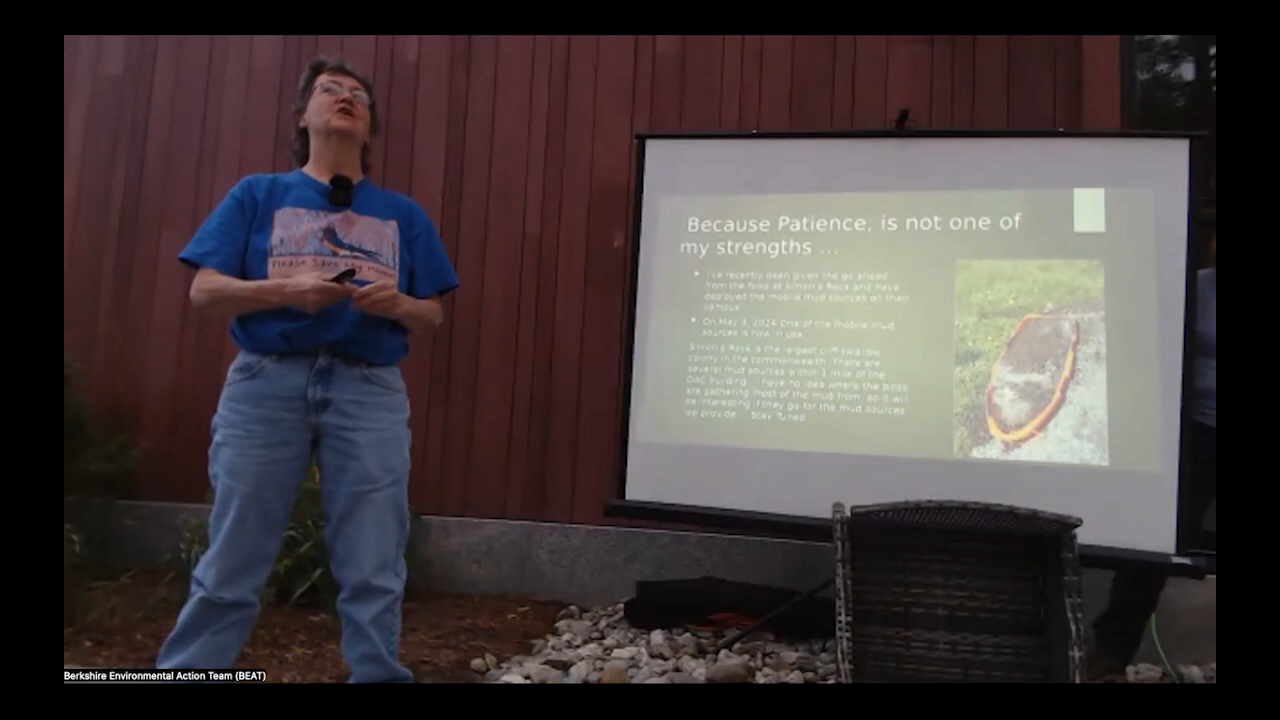 Because Patience, is not one of
my strengths ...
I've recently been given the go ahead
from the folks at Simon's Rock and have
deployed the mobile mud sources on their
campus
On May 3, 2024 One of the mobile mud
sources is now in use.
Simon's Rock is the largest cliff swallow
colony in the commonwealth. There are
several mud sources within 1 mile of the
DAC building. I have no idea where the birds
are gathering most of the mud from, so it will
be interesting if they go for the mud sources
we provide. Stay Tuned
Please Save My Home
Berkshire Environmental Action Team (BEAT)